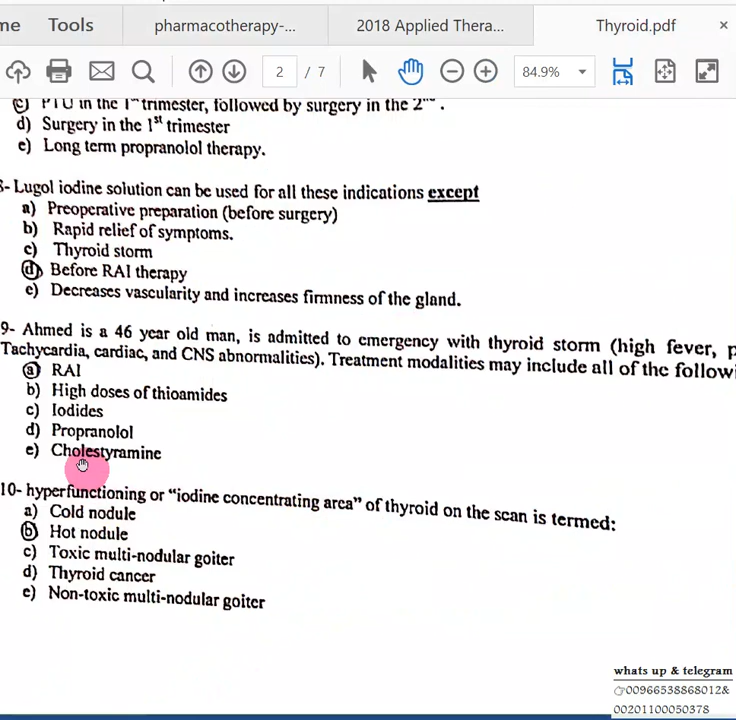 me Tools pharmacotherapy-... 2018 Applied Thera... Thyroid.pdf ×
2 / 7 84.9%
c) PTU in the 1st trimester, followed by surgery in the 2nd .
d) Surgery in the 1st trimester
e) Long term propranolol therapy.
8- Lugol iodine solution can be used for all these indications except
a) Preoperative preparation (before surgery)
b) Rapid relief of symptoms.
c) Thyroid storm
d) Before RAI therapy
e) Decreases vascularity and increases firmness of the gland.
9- Ahmed is a 46 year old man, is admitted to emergency with thyroid storm (high fever, p
Tachycardia, cardiac, and CNS abnormalities). Treatment modalities may include all of the followi
a) RAI
b) High doses of thioamides
c) Iodides
d) Propranolol
e) Cholestyramine
10- hyperfunctioning or "iodine concentrating area" of thyroid on the scan is termed:
a) Cold nodule
b) Hot nodule
c) Toxic multi-nodular goiter
d) Thyroid cancer
e) Non-toxic multi-nodular goiter
whats up & telegram
00966538868012&
00201100050378